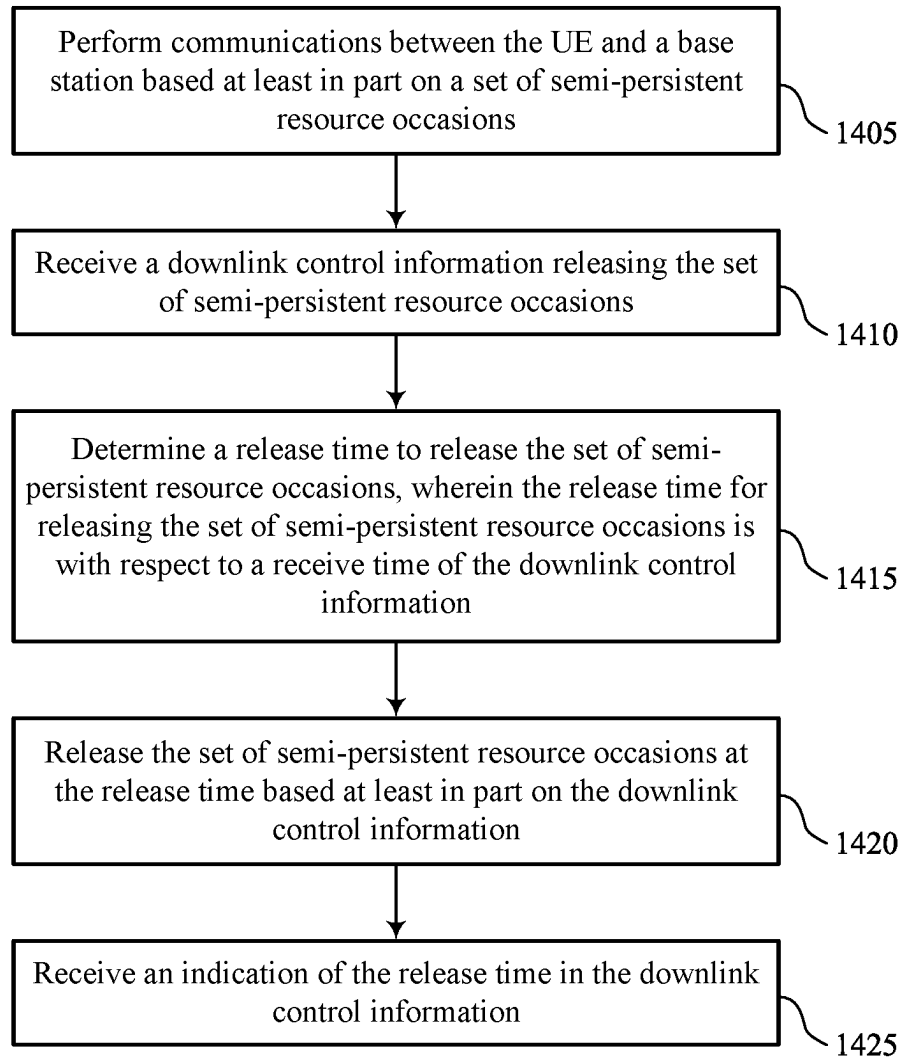 Perform communications between the UE and a base
station based at least in part on a set of semi-persistent
resource occasions
1405
Receive a downlink control information releasing the set
of semi-persistent resource occasions
1410
Determine a release time to release the set of semi-
persistent resource occasions, wherein the release time for
releasing the set of semi-persistent resource occasions is
with respect to a receive time of the downlink control
information
1415
Release the set of semi-persistent resource occasions at
the release time based at least in part on the downlink
control information
1420
Receive an indication of the release time in the downlink
control information
1425